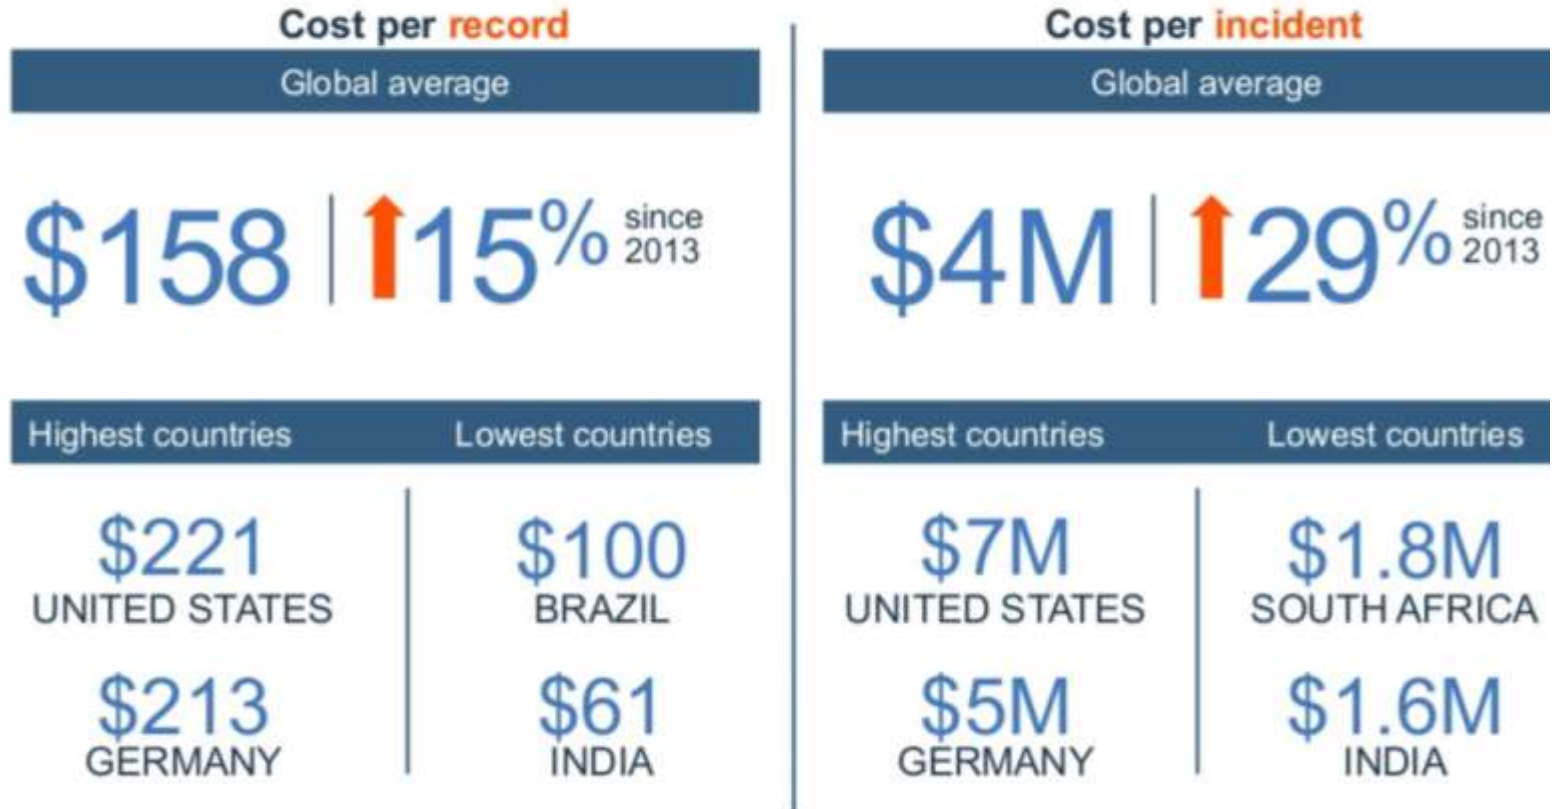 Cost per record
Global average
$158 15% since 2013
Highest countries Lowest countries
$221 $100
UNITED STATES BRAZIL
$213 $61
GERMANY INDIA
Cost per incident
Global average
$4M 29% since 2013
Highest countries Lowest countries
$7M $1.8M
UNITED STATES SOUTH AFRICA
$5M $1.6M
GERMANY INDIA